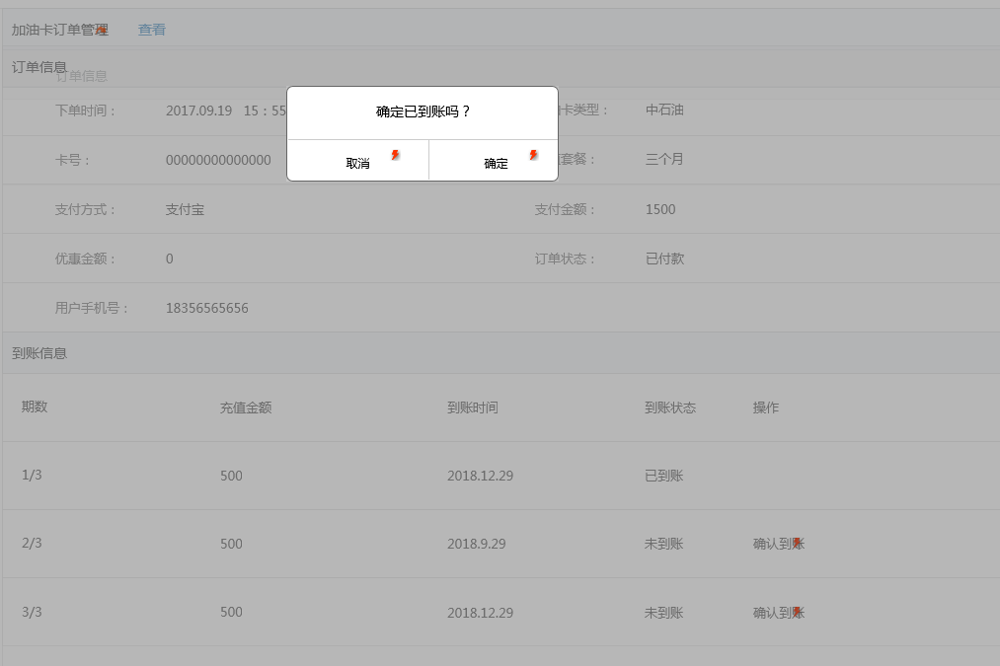 加油卡订单管理 查看
订单信息
订单信息
下单时间： 2017.09.19 15：55 卡类型： 中石油
确定已到账吗？
卡号： 00000000000000 套餐： 三个月
取消 确定
支付方式： 支付宝 支付金额： 1500
优惠金额： 0 订单状态： 已付款
用户手机号： 18356565656
到账信息
期数 充值金额 到账时间 到账状态 操作
1/3 500 2018.12.29 已到账
2/3 500 2018.9.29 未到账 确认到账
3/3 500 2018.12.29 未到账 确认到账